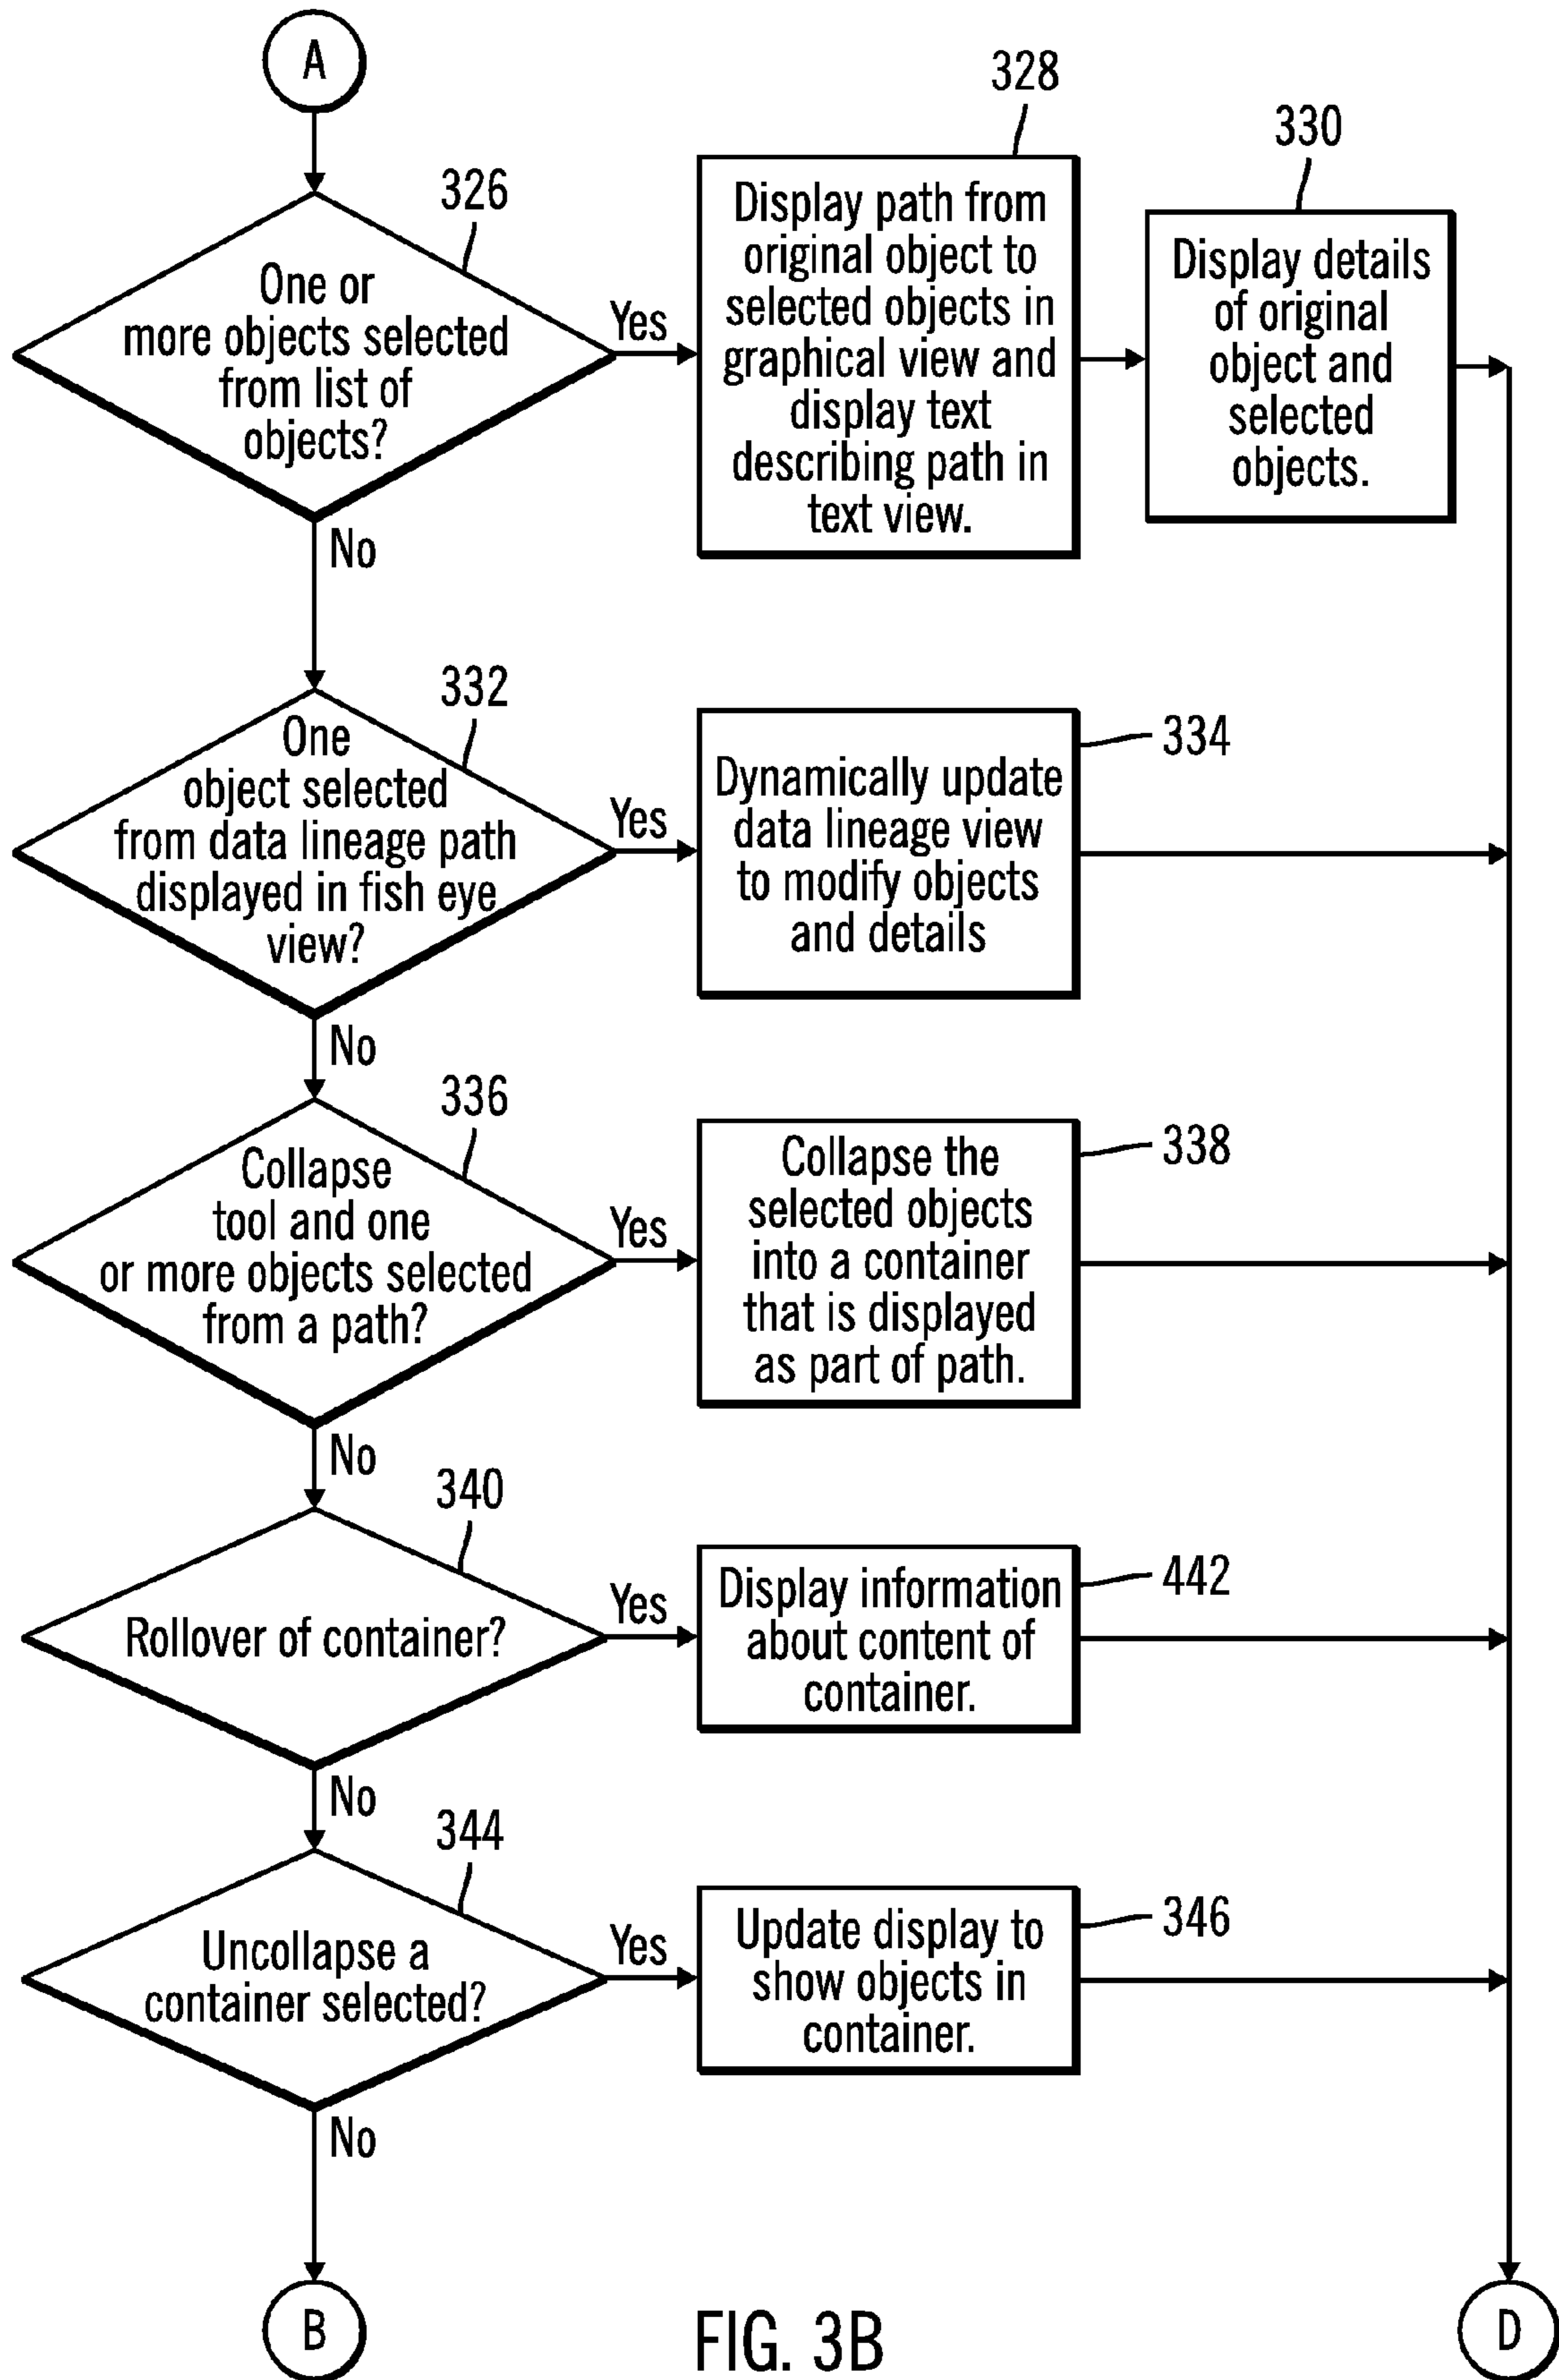 A
326
One or
more objects selected
from list of
objects?
Yes
No
328
Display path from
original object to
selected objects in
graphical view and
display text
describing path in
text view.
330
Display details
of original
object and
selected
objects.
332
One
object selected
from data lineage path
displayed in fish eye
view?
Yes
No
334
Dynamically update
data lineage view
to modify objects
and details
336
Collapse
tool and one
or more objects selected
from a path?
Yes
No
338
Collapse the
selected objects
into a container
that is displayed
as part of path.
340
Rollover of container?
Yes
No
442
Display information
about content of
container.
344
Uncollapse a
container selected?
Yes
No
346
Update display to
show objects in
container.
B
FIG. 3B
D